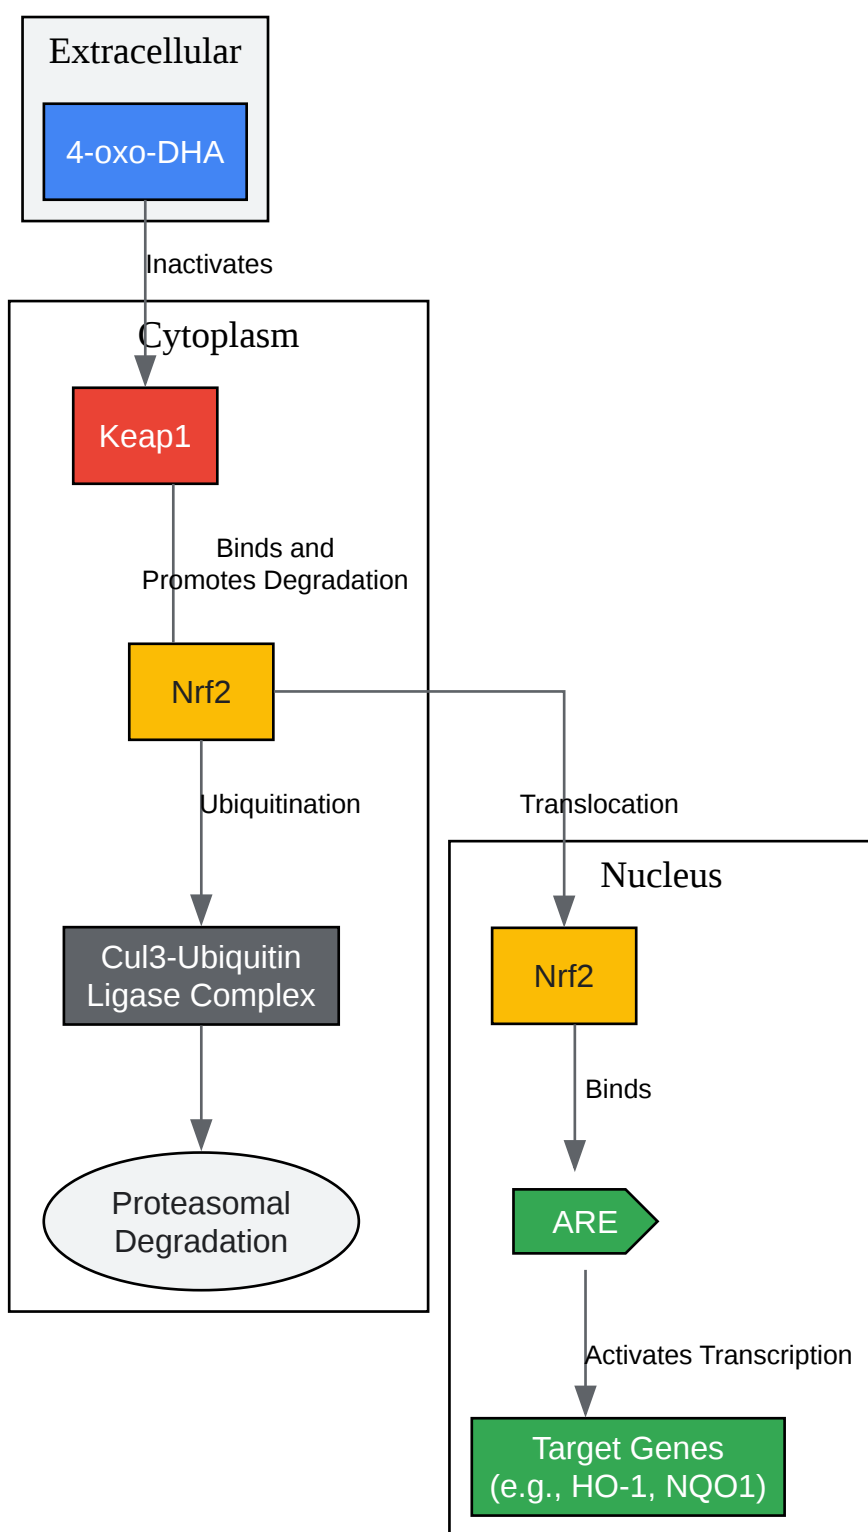 Extracellular
4-oxo-DHA
Inactivates
Cytoplasm
Keap1
Binds and
Promotes Degradation
Nrf2
Ubiquitination
Translocation
Nucleus
Cul3-Ubiquitin
Ligase Complex
Nrf2
Binds
Proteasomal
Degradation
ARE
Activates Transcription
Target Genes
(e.g., HO-1, NQO1)